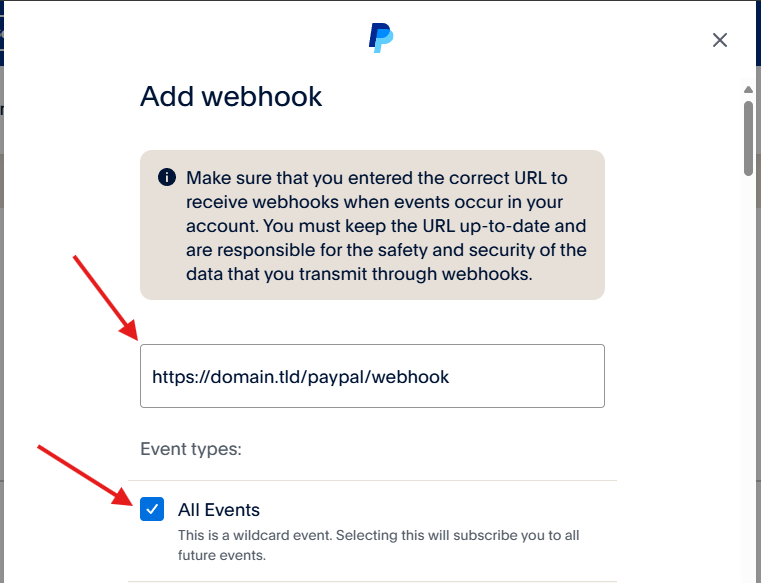 Add webhook
Make sure that you entered the correct URL to
receive webhooks when events occur in your
account. You must keep the URL up-to-date and
are responsible for the safety and security of the
data that you transmit through webhooks.
https://domain.tld/paypal/webhook
Event types:
All Events
This is a wildcard event. Selecting this will subscribe you to all
future events.